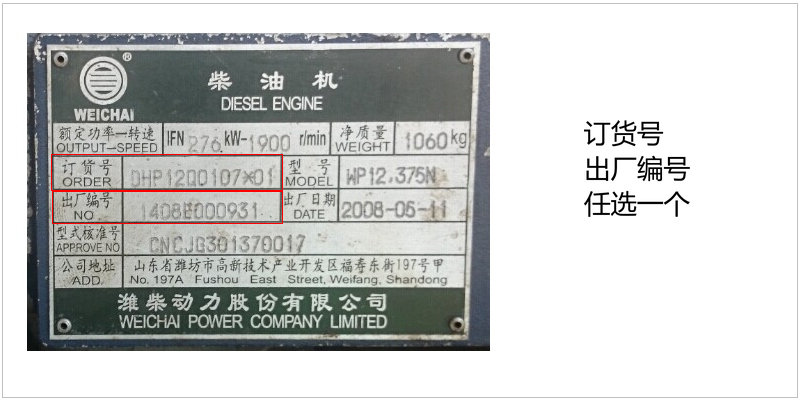 ®
WEICHAI
柴油机
DIESEL ENGINE
额定功率—转速 IFN 276 kW-1900 r/min 净质量 1060 kg
OUTPUT—SPEED WEIGHT
订货号 DHP12Q0107*01 型号 WP12.375N
ORDER MODEL
出厂编号 1408E000931 出厂日期 2008-05-11
NO DATE
型式核准号 CNCJG301370017
APPROVE NO
公司地址 山东省潍坊市高新技术产业开发区福寿东街197号甲
ADD. No. 197A Fushou East Street, Weifang, Shandong
潍柴动力股份有限公司
WEICHAI POWER COMPANY LIMITED
订货号
出厂编号
任选一个